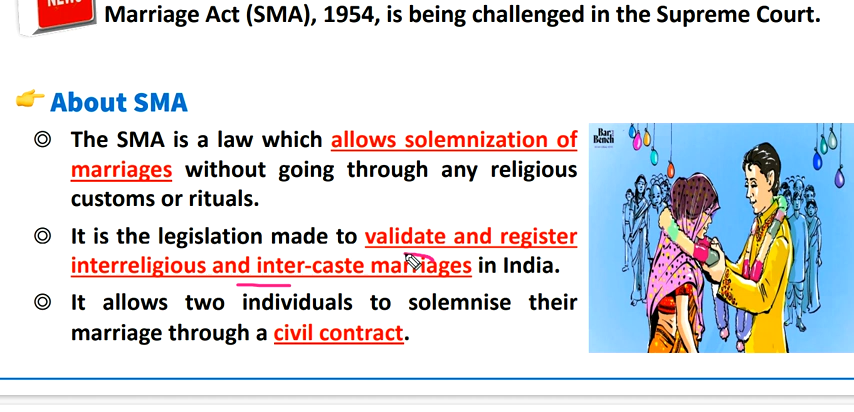 NEWS
Marriage Act (SMA), 1954, is being challenged in the Supreme Court.
About SMA
The SMA is a law which allows solemnization of
marriages without going through any religious
customs or rituals.
It is the legislation made to validate and register
interreligious and inter-caste marriages in India.
It allows two individuals to solemnise their
marriage through a civil contract.
Bar &
Bench